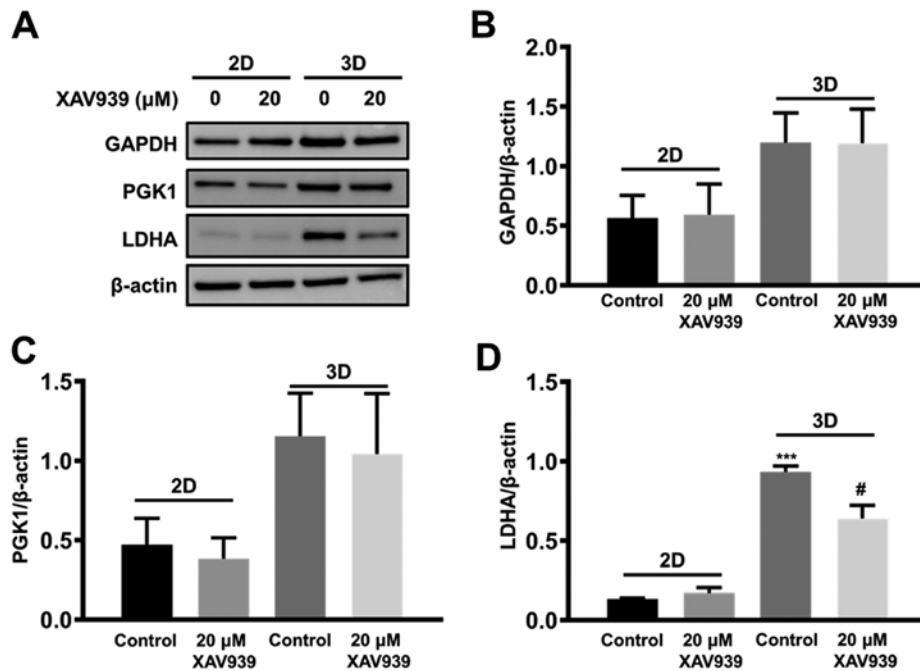 A
2D 3D
XAV939 (µM) 0 20 0 20
GAPDH
PGK1
LDHA
β-actin
B
GAPDH/β-actin
2.0
1.5
1.0
0.5
0.0
2D
3D
Control 20 µM Control 20 µM
XAV939 XAV939
C
PGK1/β-actin
1.5
1.0
0.5
0.0
2D
3D
Control 20 µM Control 20 µM
XAV939 XAV939
D
LDHA/β-actin
1.5
1.0
0.5
0.0
2D
3D
***
#
Control 20 µM Control 20 µM
XAV939 XAV939